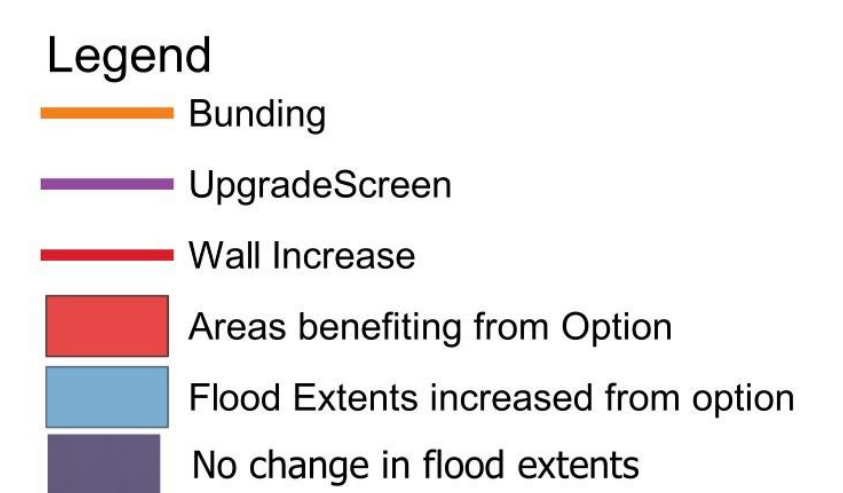 Legend
Bunding
UpgradeScreen
Wall Increase
Areas benefiting from Option
Flood Extents increased from option
No change in flood extents